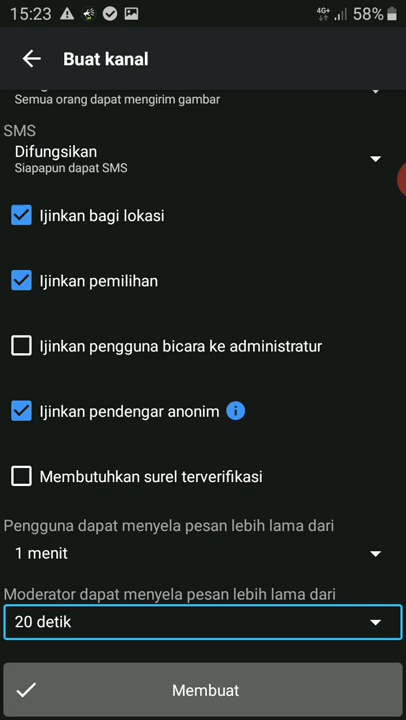 15:23
4G+
58%
Buat kanal
Semua orang dapat mengirim gambar
SMS
Difungsikan
Siapapun dapat SMS
Ijinkan bagi lokasi
Ijinkan pemilihan
Ijinkan pengguna bicara ke administratur
Ijinkan pendengar anonim
Membutuhkan surel terverifikasi
Pengguna dapat menyela pesan lebih lama dari
1 menit
Moderator dapat menyela pesan lebih lama dari
20 detik
Membuat